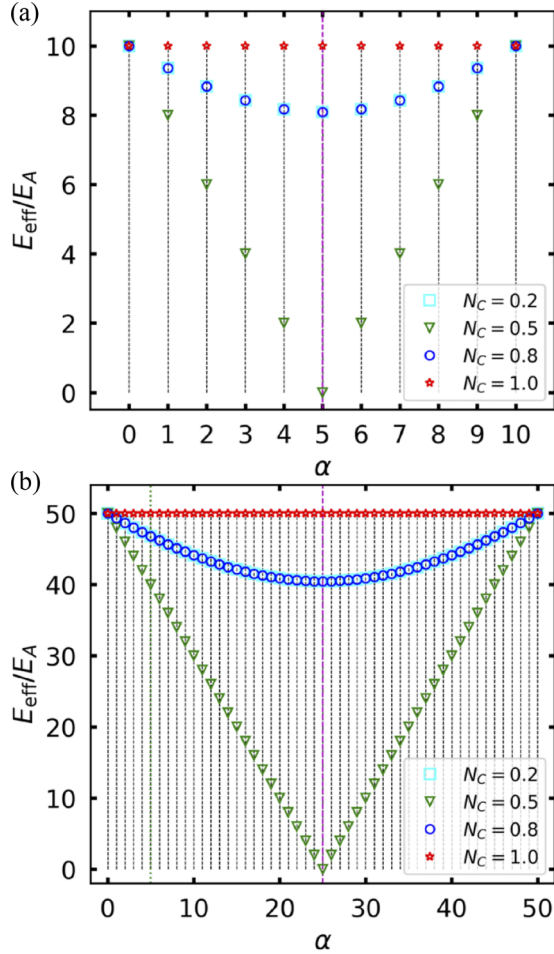 (a)
10
8
6
4
2
0
E_eff/E_A
N_C = 0.2
N_C = 0.5
N_C = 0.8
N_C = 1.0
0 1 2 3 4 5 6 7 8 9 10
α
(b)
50
40
30
20
10
0
E_eff/E_A
N_C = 0.2
N_C = 0.5
N_C = 0.8
N_C = 1.0
0 10 20 30 40 50
α